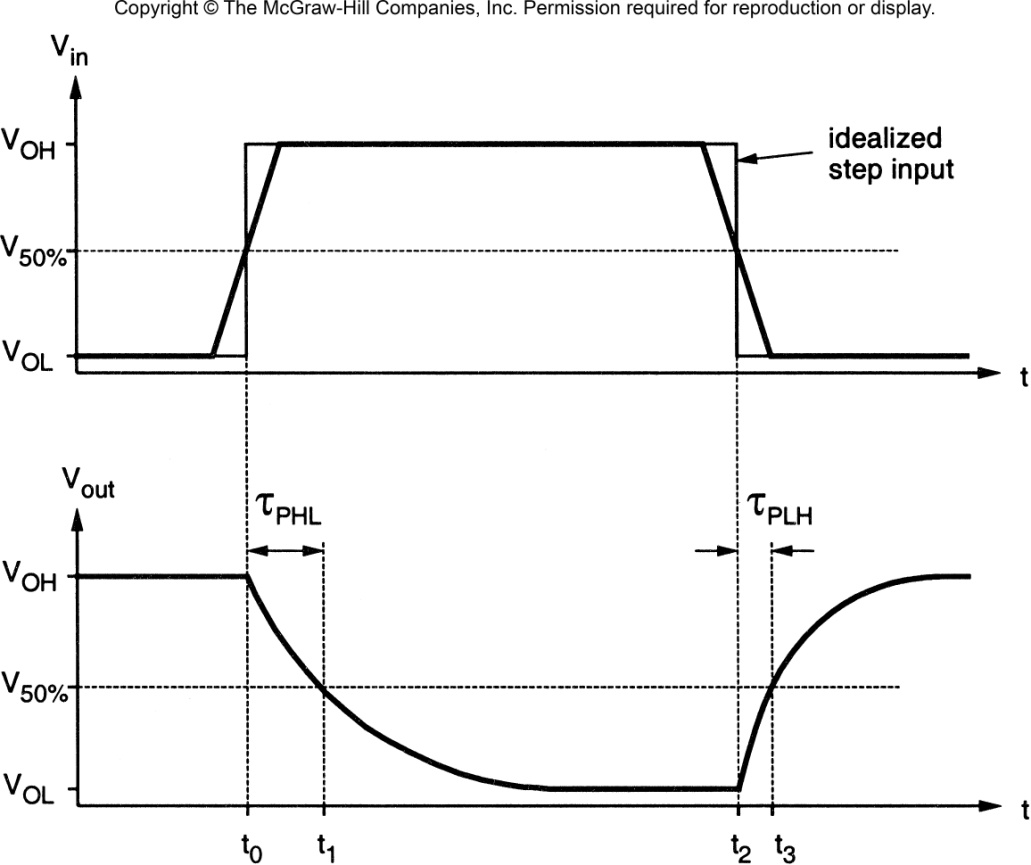 Copyright © The McGraw-Hill Companies, Inc. Permission required for reproduction or display.
Vin
VOH
idealized
step input
V50%
VOL
t
Vout
τPHL
τPLH
VOH
V50%
VOL
t
t0 t1 t2 t3